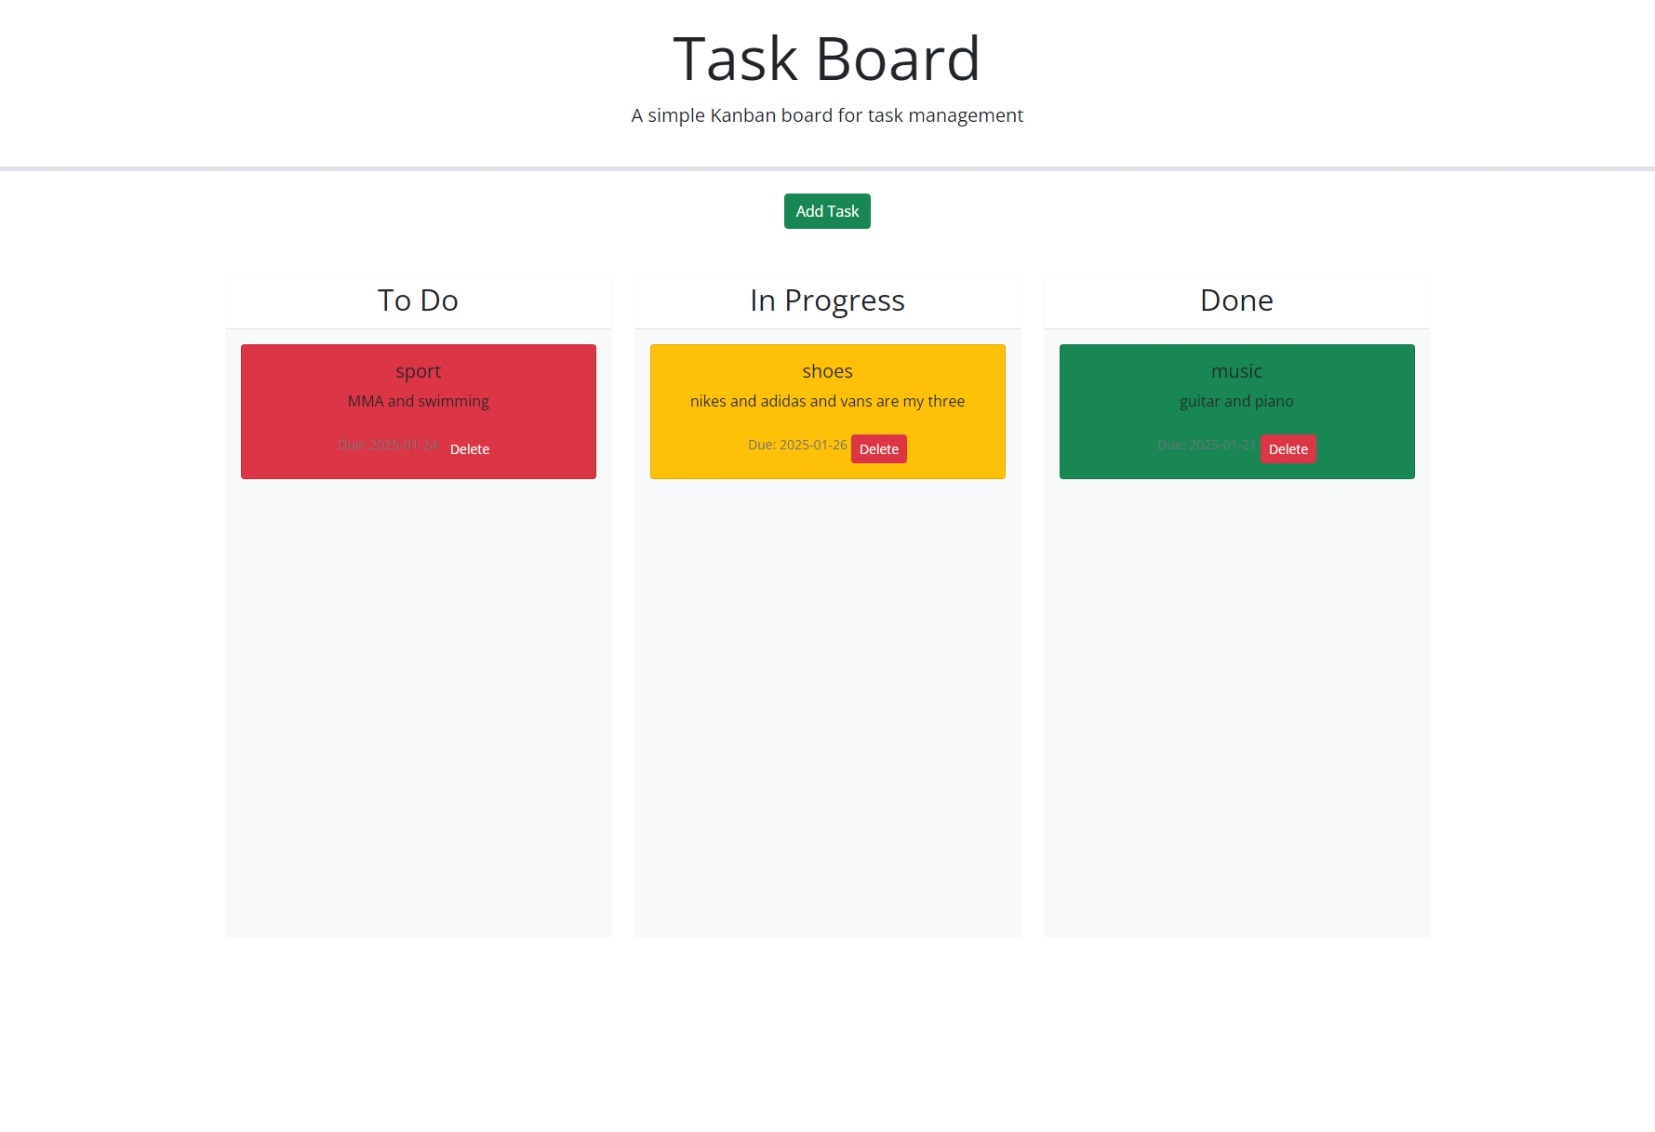 Task Board
A simple Kanban board for task management
Add Task
To Do
sport
MMA and swimming
Due: 2025-01-24 Delete
In Progress
shoes
nikes and adidas and vans are my three
Due: 2025-01-26 Delete
Done
music
guitar and piano
Due: 2025-01-21 Delete